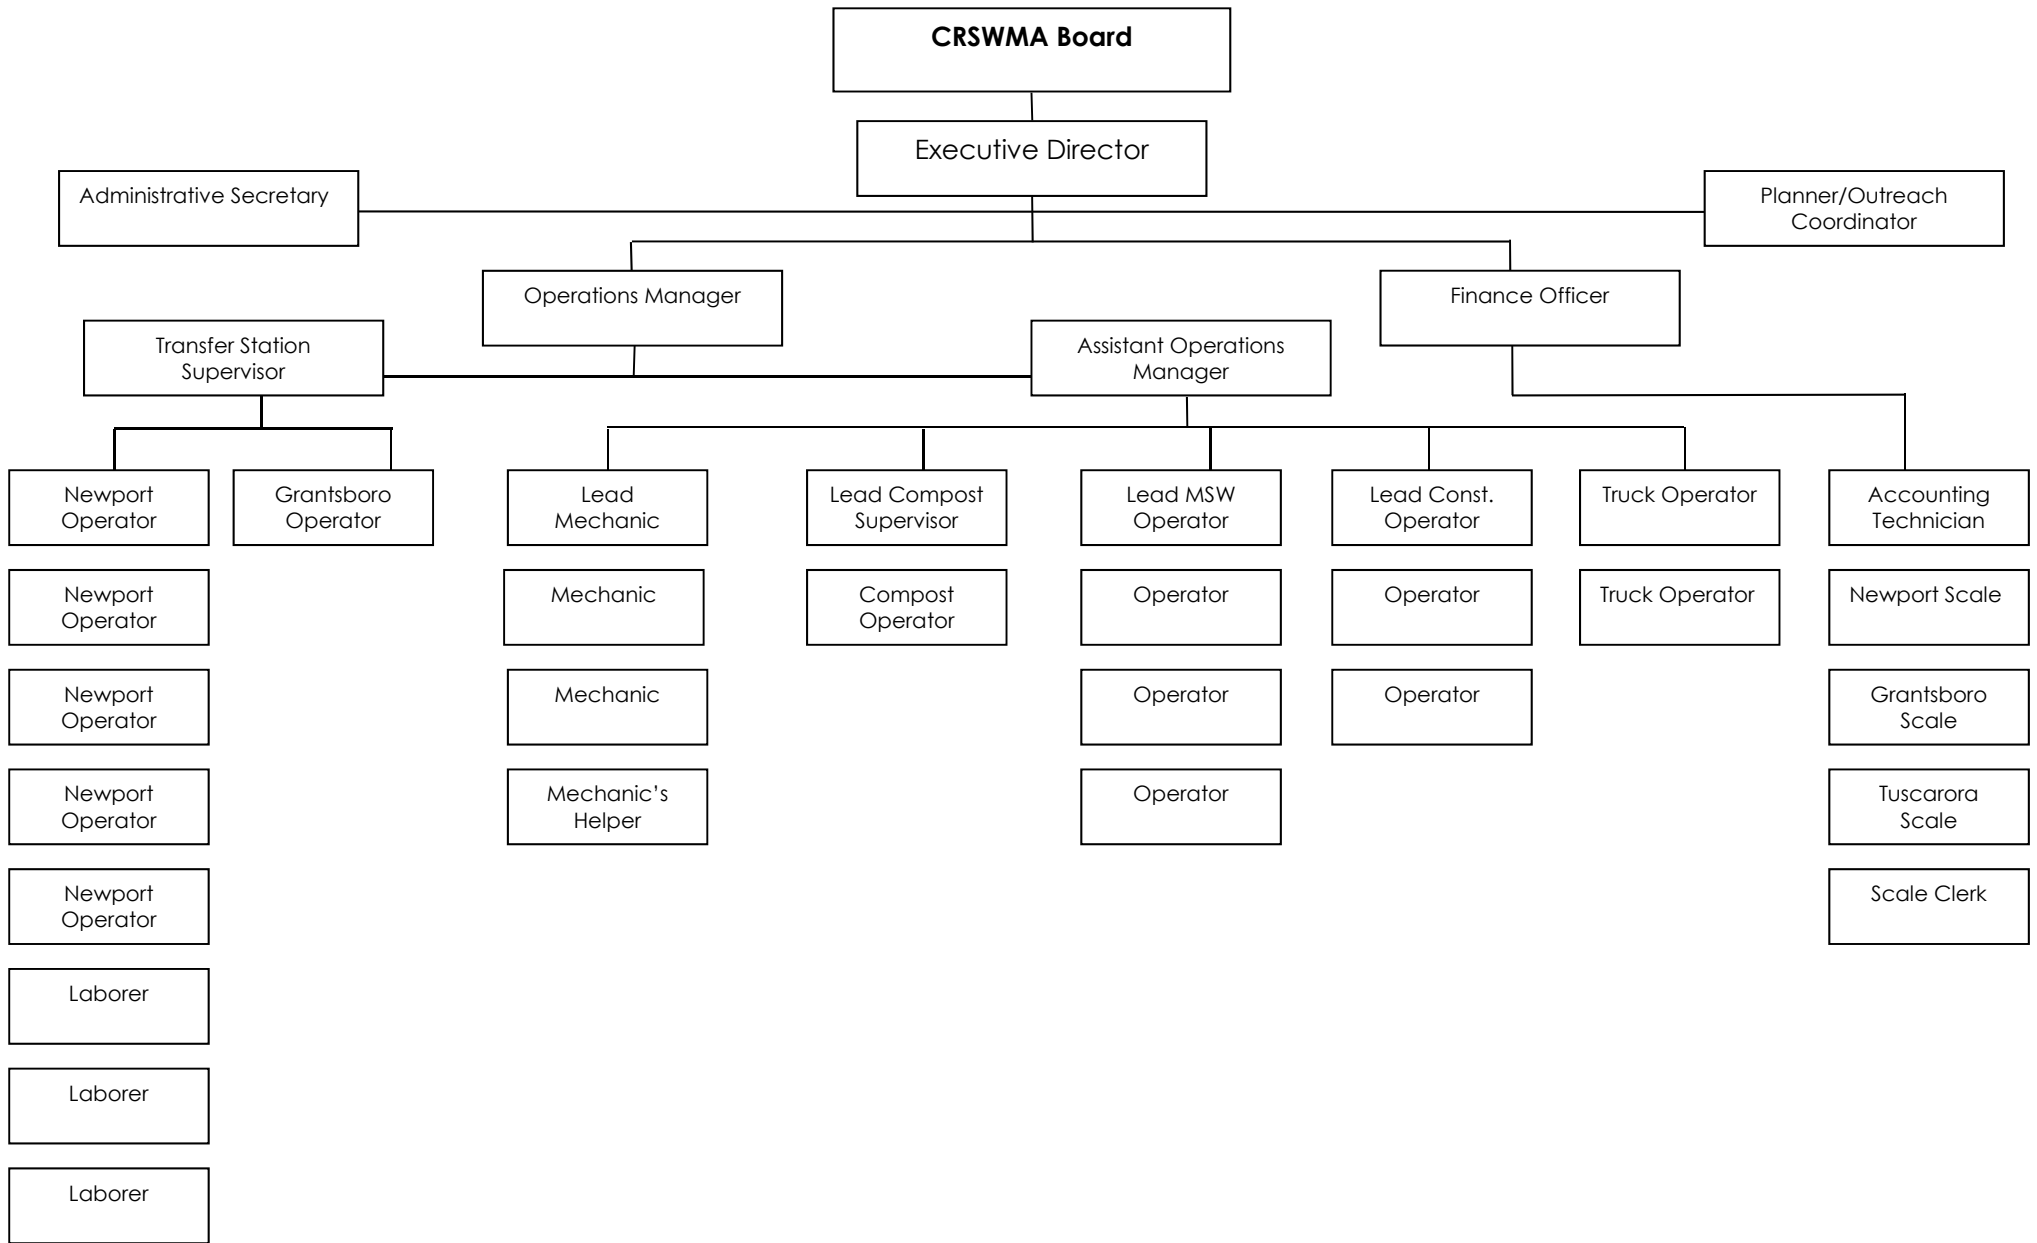 CRSWMA Board
Executive Director
Administrative Secretary
Planner/Outreach
Coordinator
Operations Manager
Finance Officer
Transfer Station
Supervisor
Assistant Operations
Manager
Newport
Operator
Grantsboro
Operator
Lead
Mechanic
Lead Compost
Supervisor
Lead MSW
Operator
Lead Const.
Operator
Truck Operator
Accounting
Technician
Newport
Operator
Mechanic
Compost
Operator
Operator
Operator
Truck Operator
Newport Scale
Newport
Operator
Mechanic
Operator
Operator
Grantsboro
Scale
Newport
Operator
Mechanic’s
Helper
Operator
Tuscarora
Scale
Newport
Operator
Scale Clerk
Laborer
Laborer
Laborer